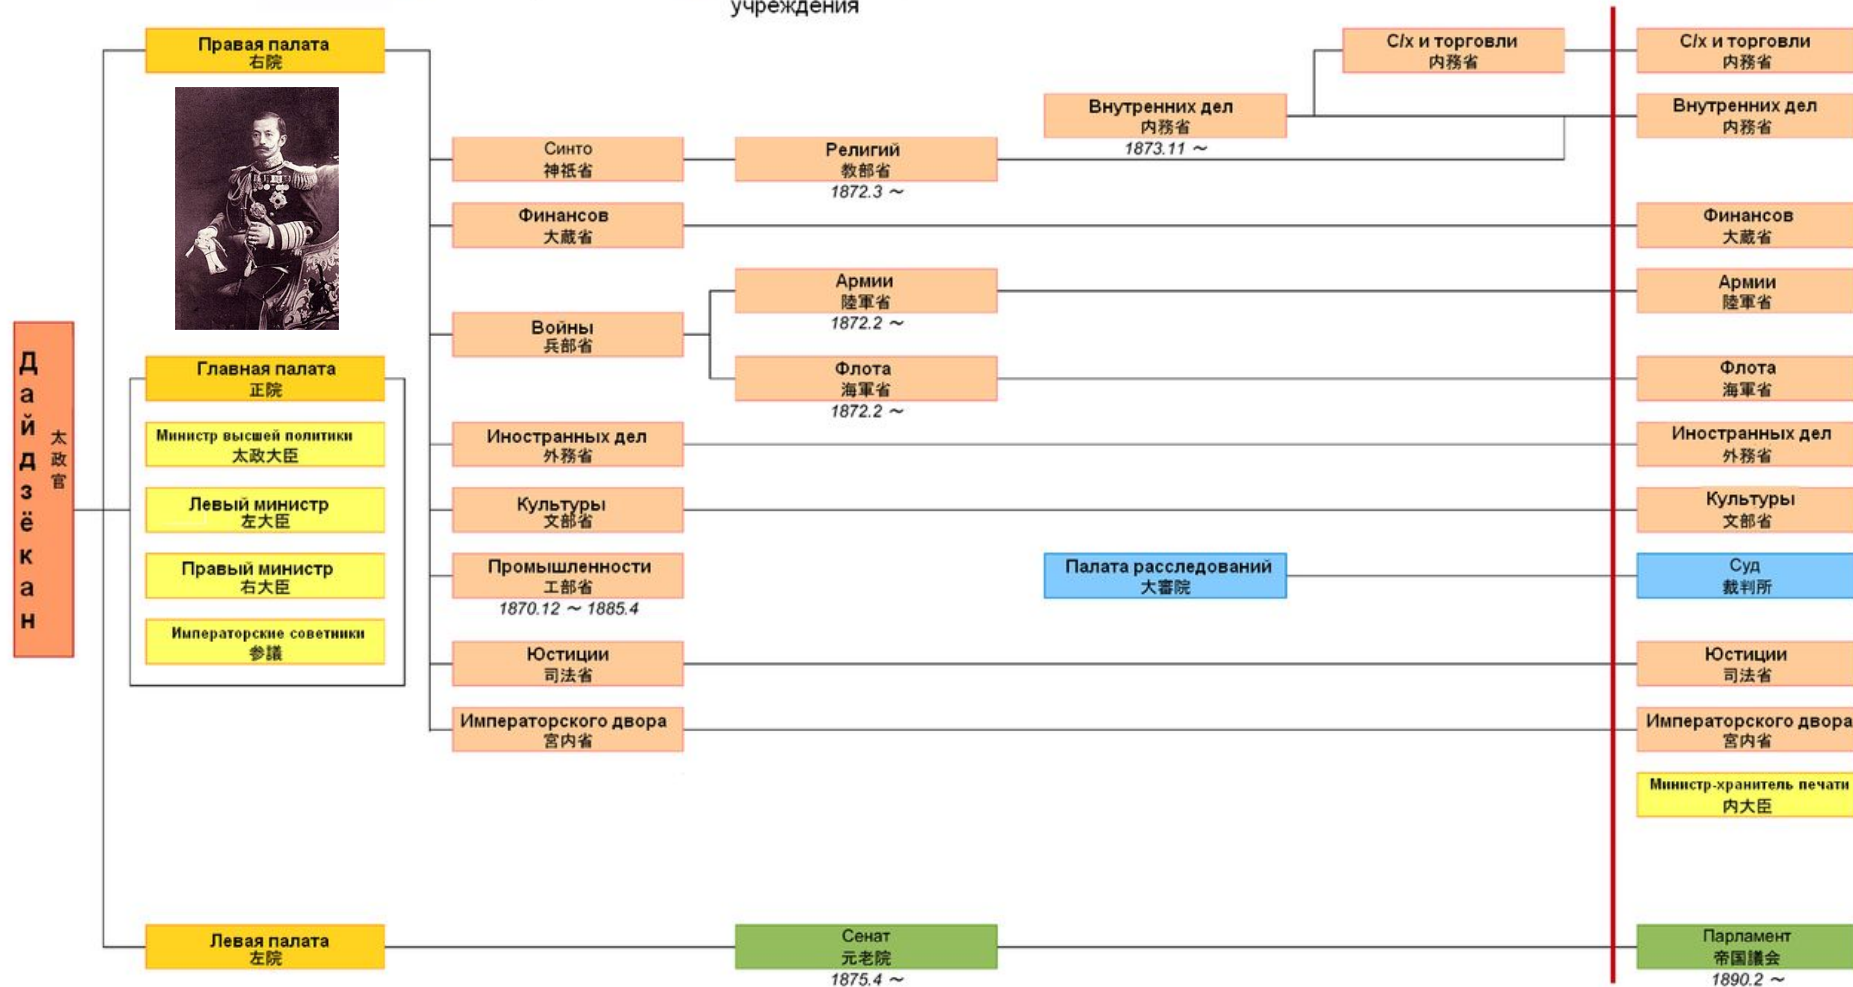 учреждения
Правая палата
右院
С/х и торговли
内務省
С/х и торговли
内務省
Внутренних дел
内務省
1873.11 ～
Внутренних дел
内務省
Синто
神祇省
Религий
教部省
1872.3 ～
Финансов
大蔵省
Финансов
大蔵省
Армии
陸軍省
1872.2 ～
Армии
陸軍省
Войны
兵部省
Дайдзёкан
太政官
Главная палата
正院
Флота
海軍省
1872.2 ～
Флота
海軍省
Министр высшей политики
太政大臣
Иностранных дел
外務省
Иностранных дел
外務省
Левый министр
左大臣
Культуры
文部省
Культуры
文部省
Правый министр
右大臣
Промышленности
工部省
1870.12 ～ 1885.4
Палата расследований
大審院
Суд
裁判所
Императорские советники
参議
Юстиции
司法省
Юстиции
司法省
Императорского двора
宮内省
Императорского двора
宮内省
Министр-хранитель печати
内大臣
Левая палата
左院
Сенат
元老院
1875.4 ～
Парламент
帝国議会
1890.2 ～